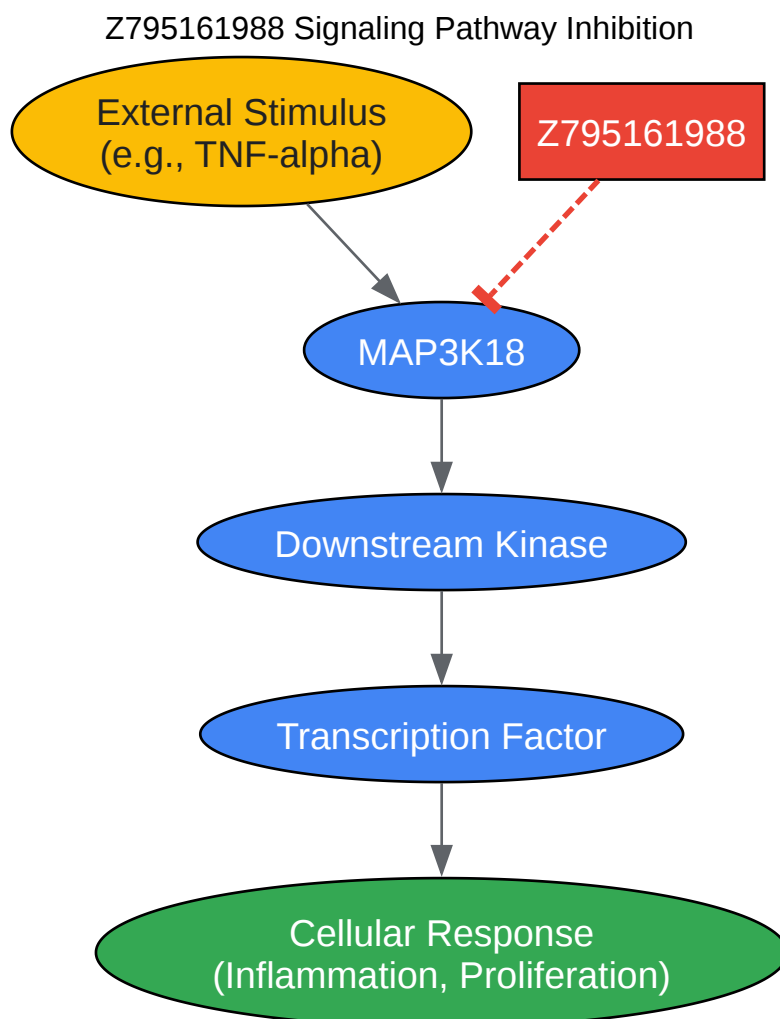 Z795161988 Signaling Pathway Inhibition
External Stimulus
(e.g., TNF-alpha)
Z795161988
MAP3K18
Downstream Kinase
Transcription Factor
Cellular Response
(Inflammation, Proliferation)